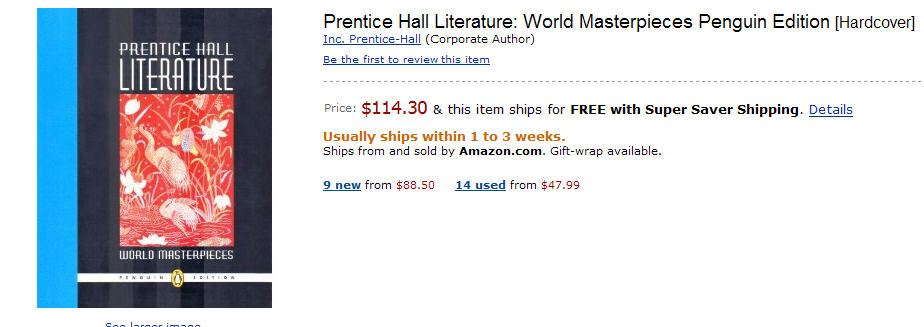 PRENTICE HALL
LITERATURE
WORLD MASTERPIECES
PENGUIN EDITION
See larger image
Prentice Hall Literature: World Masterpieces Penguin Edition [Hardcover]
Inc. Prentice-Hall (Corporate Author)
Be the first to review this item
Price: $114.30 & this item ships for FREE with Super Saver Shipping. Details
Usually ships within 1 to 3 weeks.
Ships from and sold by Amazon.com. Gift-wrap available.
9 new from $88.50 14 used from $47.99